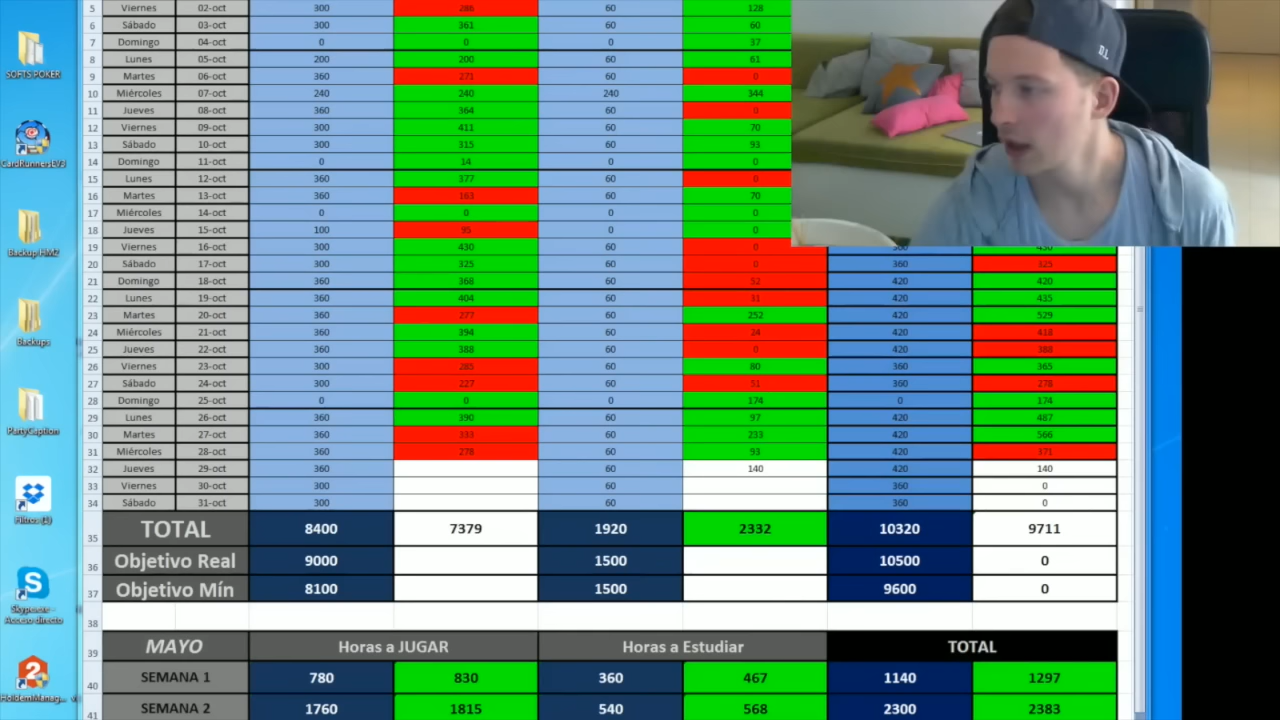 5 Viernes 02-oct 300 286 60 128
6 Sábado 03-oct 300 361 60 60
7 Domingo 04-oct 0 0 0 37
8 Lunes 05-oct 200 200 60 61
9 Martes 06-oct 360 271 60 0
10 Miércoles 07-oct 240 240 240 344
11 Jueves 08-oct 360 364 60 0
12 Viernes 09-oct 300 411 60 70
13 Sábado 10-oct 300 315 60 93
14 Domingo 11-oct 0 14 0 0
15 Lunes 12-oct 360 377 60 0
16 Martes 13-oct 360 163 60 70
17 Miércoles 14-oct 0 0 0 0
18 Jueves 15-oct 100 95 0 0
19 Viernes 16-oct 300 430 60 0
20 Sábado 17-oct 300 325 60 0 360 325
21 Domingo 18-oct 360 368 60 52 420 420
22 Lunes 19-oct 360 404 60 31 420 435
23 Martes 20-oct 360 277 60 252 420 529
24 Miércoles 21-oct 360 394 60 24 420 418
25 Jueves 22-oct 360 388 60 0 420 388
26 Viernes 23-oct 300 285 60 80 360 365
27 Sábado 24-oct 300 227 60 51 360 278
28 Domingo 25-oct 0 0 0 174 0 174
29 Lunes 26-oct 360 390 60 97 420 487
30 Martes 27-oct 360 333 60 233 420 566
31 Miércoles 28-oct 360 278 60 93 420 371
32 Jueves 29-oct 360 60 140 420 140
33 Viernes 30-oct 300 60 360 0
34 Sábado 31-oct 300 60 360 0
35 TOTAL 8400 7379 1920 2332 10320 9711
36 Objetivo Real 9000 1500 10500 0
37 Objetivo Mín 8100 1500 9600 0
38
39 MAYO Horas a JUGAR Horas a Estudiar TOTAL
40 SEMANA 1 780 830 360 467 1140 1297
41 SEMANA 2 1760 1815 540 568 2300 2383
SOFTS POKER
CardRunnersEV3
Backup HM2
Backups
PartyCaption
Filtros (1)
Skype.exe -
Acceso directo
HoldemManag...
DL